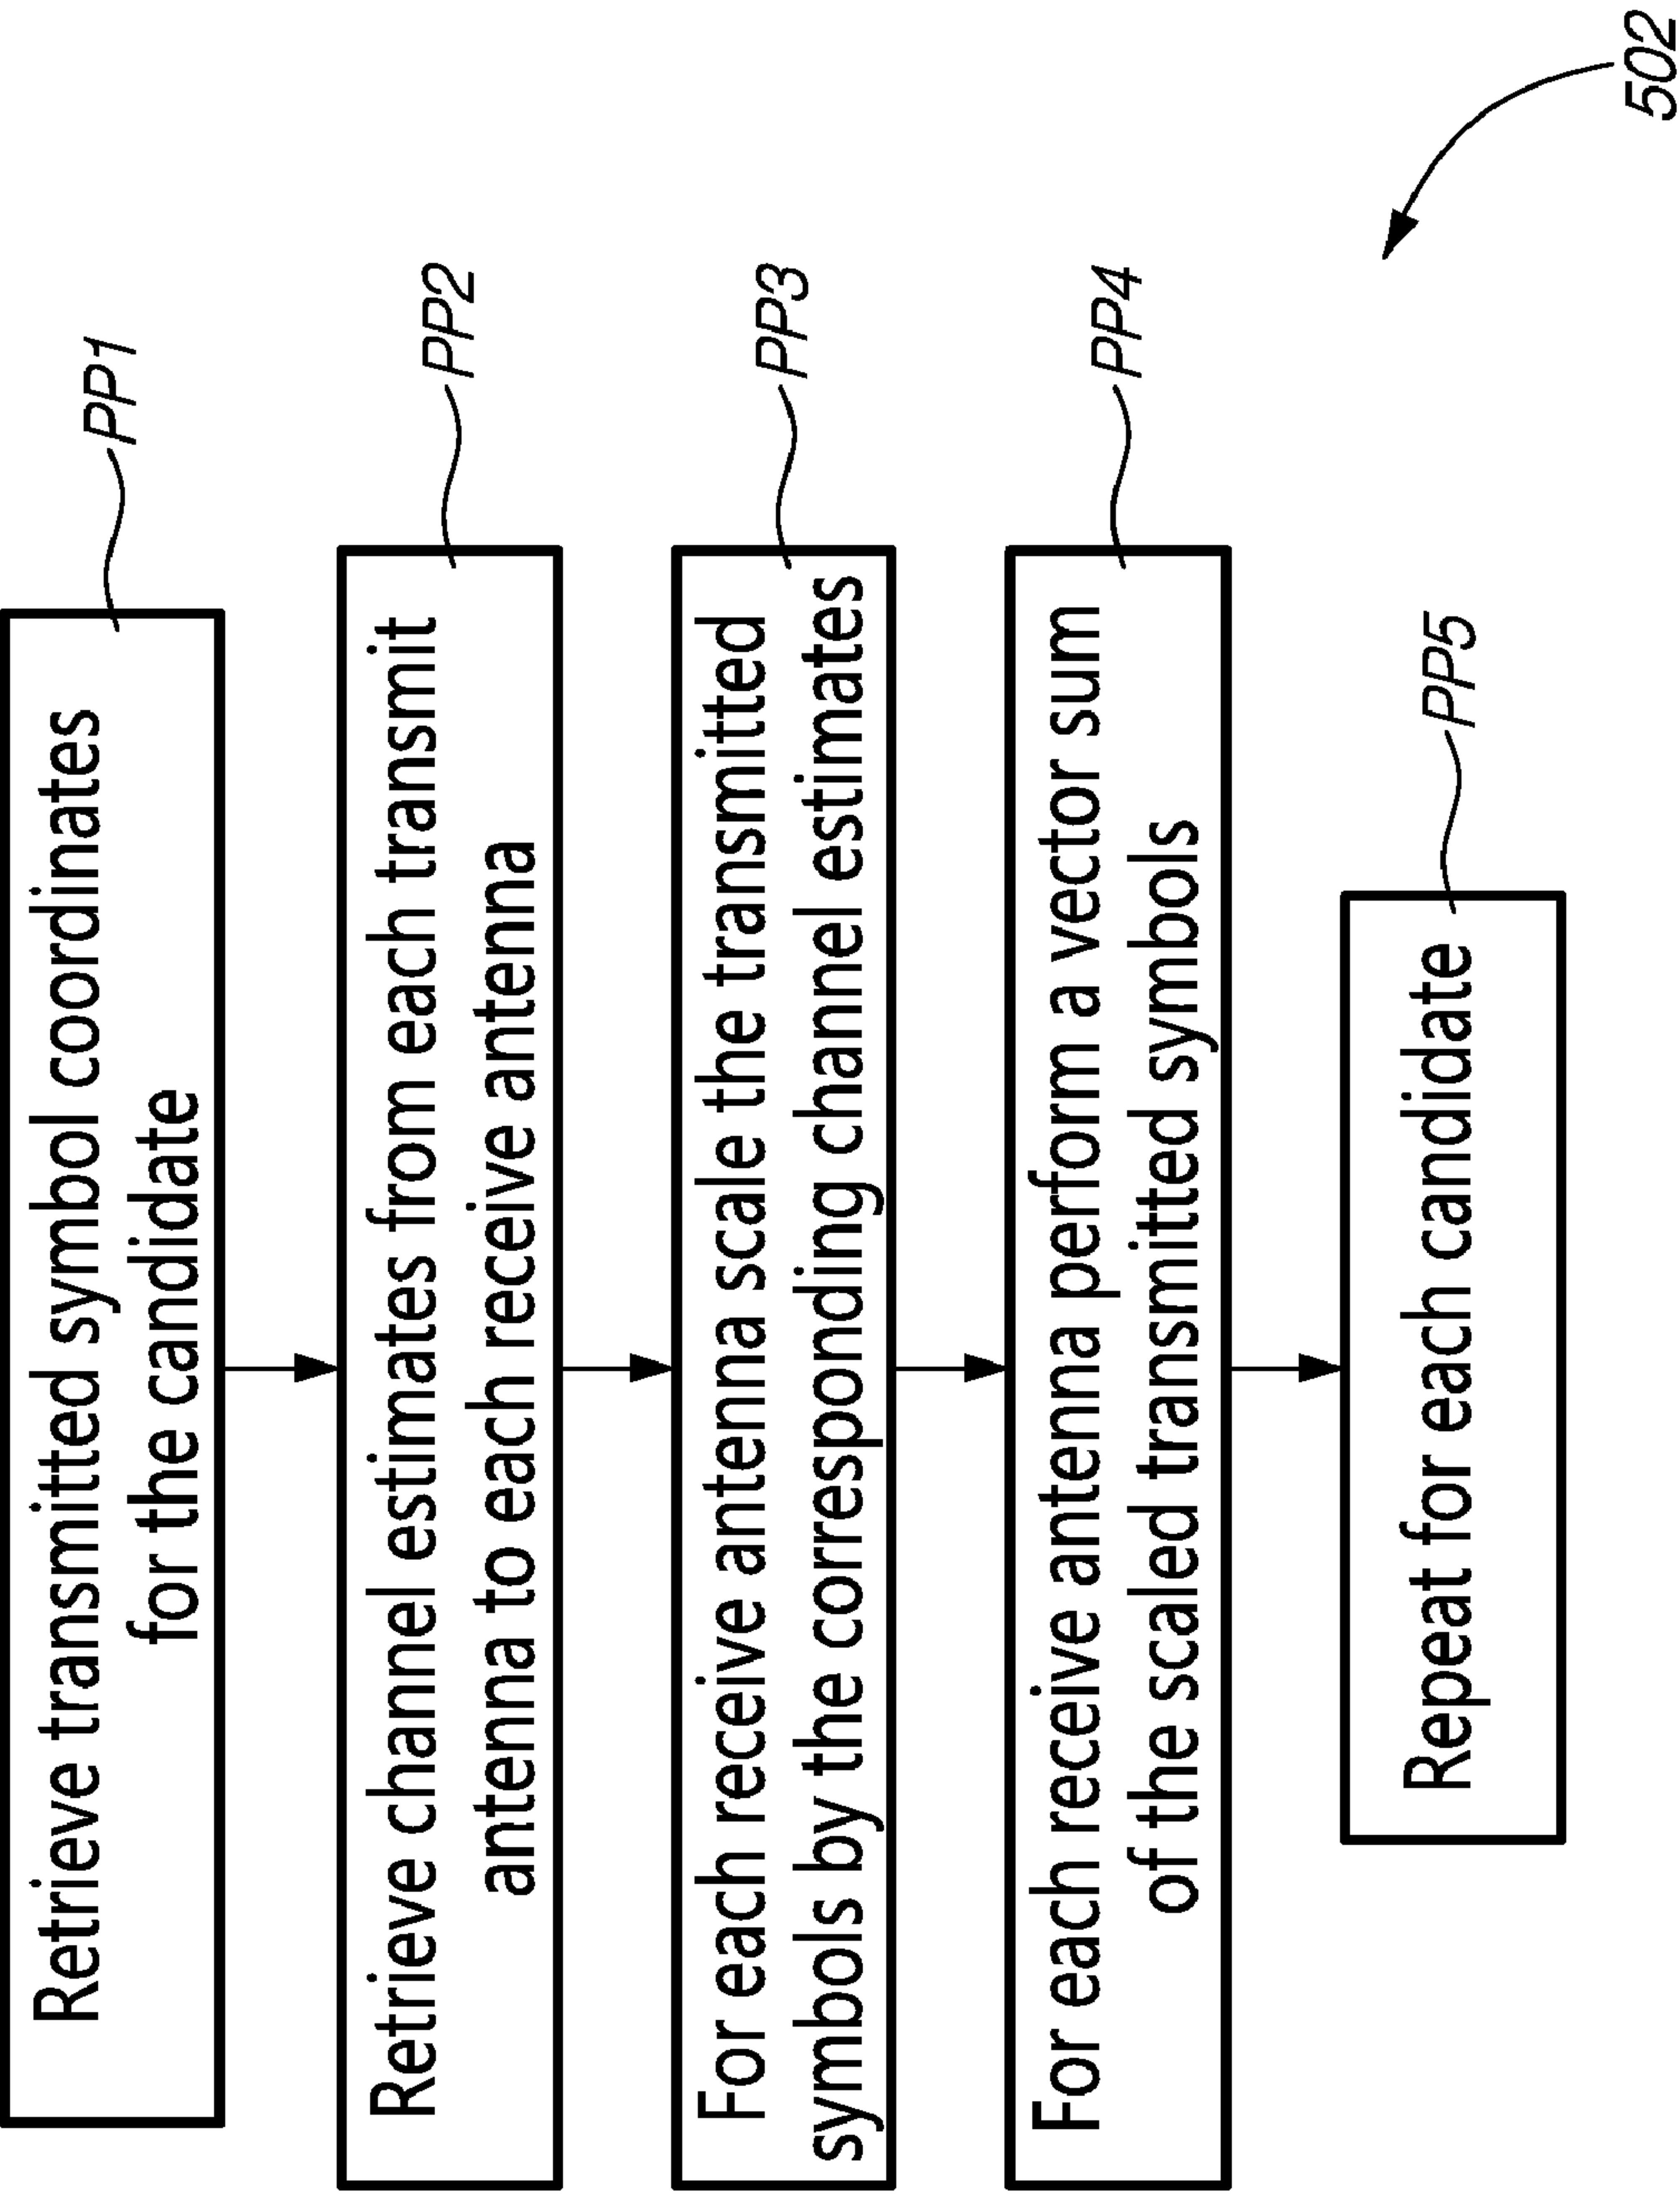 Retrieve transmitted symbol coordinates
for the candidate
PP1
Retrieve channel estimates from each transmit
antenna to each receive antenna
PP2
For each receive antenna scale the transmitted
symbols by the corresponding channel estimates
PP3
For each receive antenna perform a vector sum
of the scaled transmitted symbols
PP4
Repeat for each candidate
PP5
502